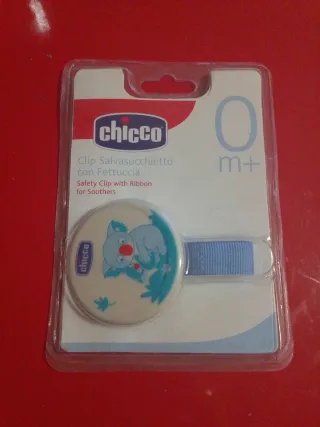 chicco
0
m+
Clip Salvasucchietto
con Fettuccia
Safety Clip with Ribbon
for Soothers
chicco